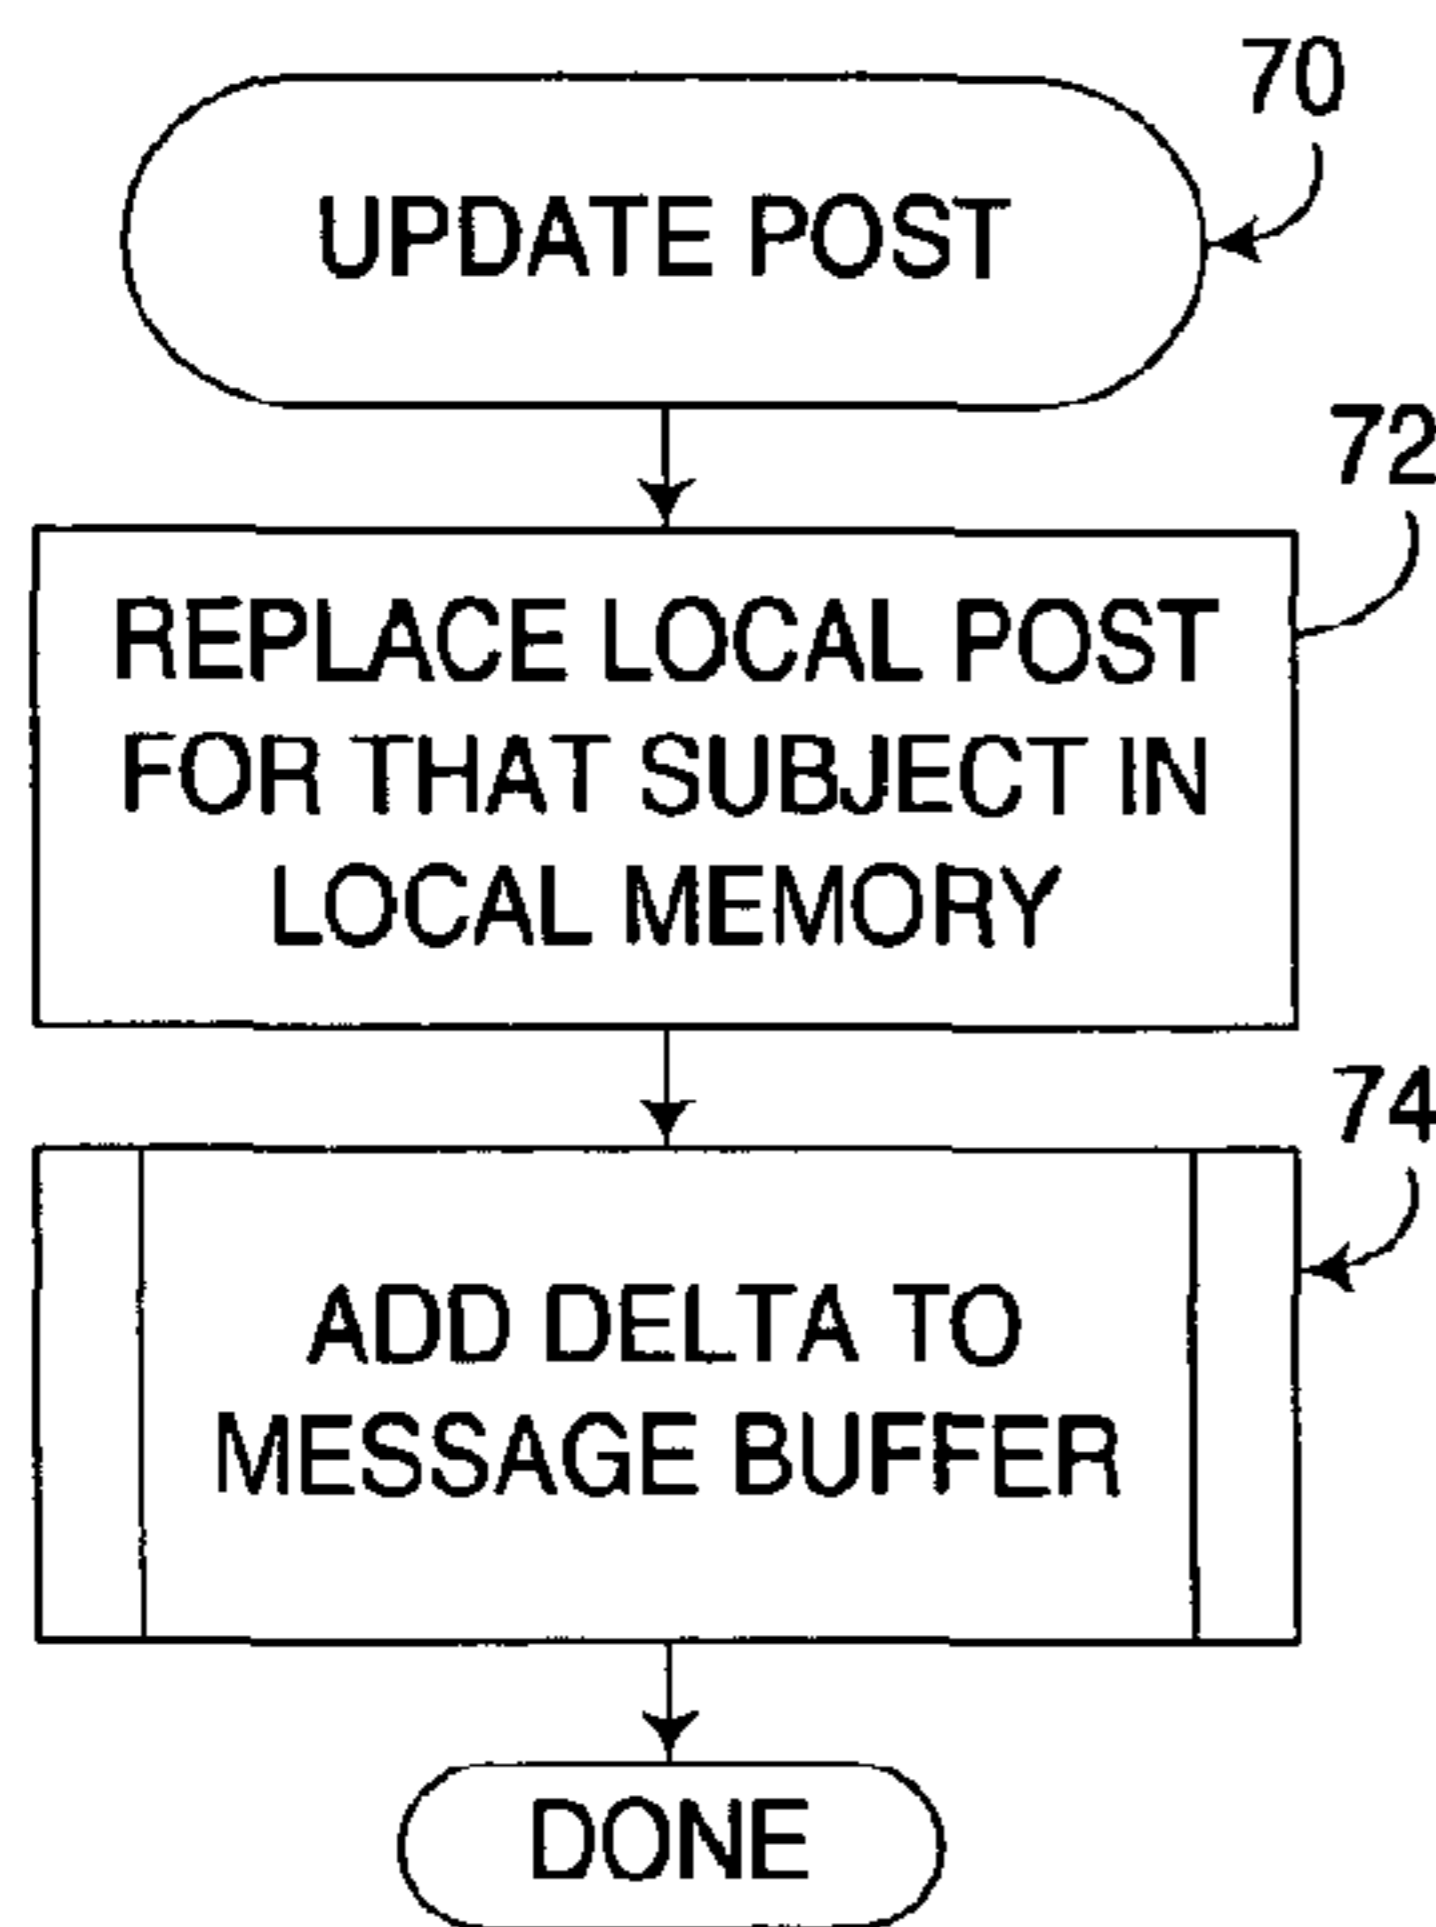 70
UPDATE POST
72
REPLACE LOCAL POST
FOR THAT SUBJECT IN
LOCAL MEMORY
74
ADD DELTA TO
MESSAGE BUFFER
DONE